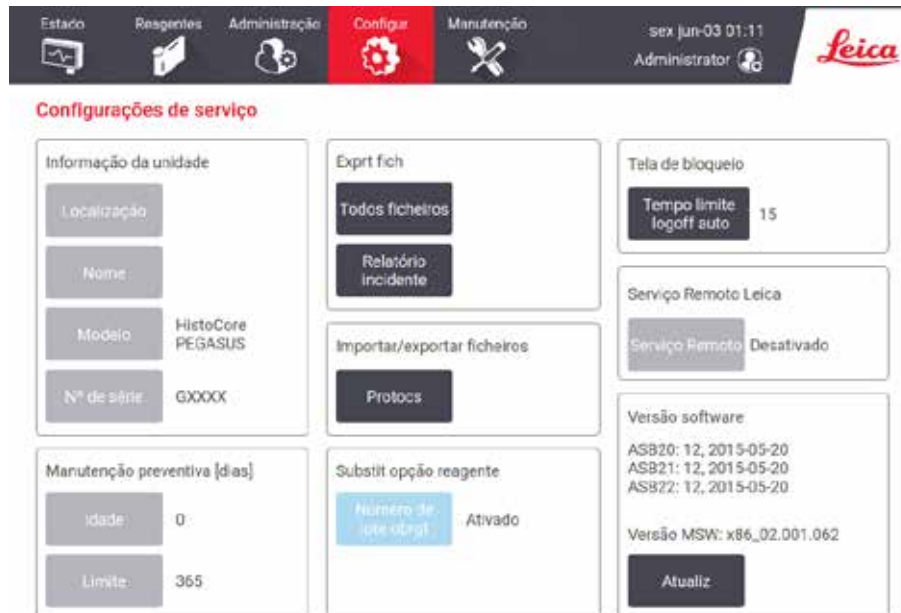 Estado
Reagentes
Administração
Configur
Manutenção
sex jun-03 01:11
Administrator
Leica
Configurações de serviço
Informação da unidade
Localização
Nome
Modelo
HistoCore
PEGASUS
Nº de série
GXXXX
Manutenção preventiva [dias]
Idade
0
Limite
365
Exprt fich
Todos ficheiros
Relatório
incidente
Importar/exportar ficheiros
Protocs
Substit opção reagente
Número de
lote obrgt
Ativado
Tela de bloqueio
Tempo limite
logoff auto
15
Serviço Remoto Leica
Serviço Remoto
Desativado
Versão software
ASB20: 12, 2015-05-20
ASB21: 12, 2015-05-20
ASB22: 12, 2015-05-20
Versão MSW: x86_02.001.062
Atualiz